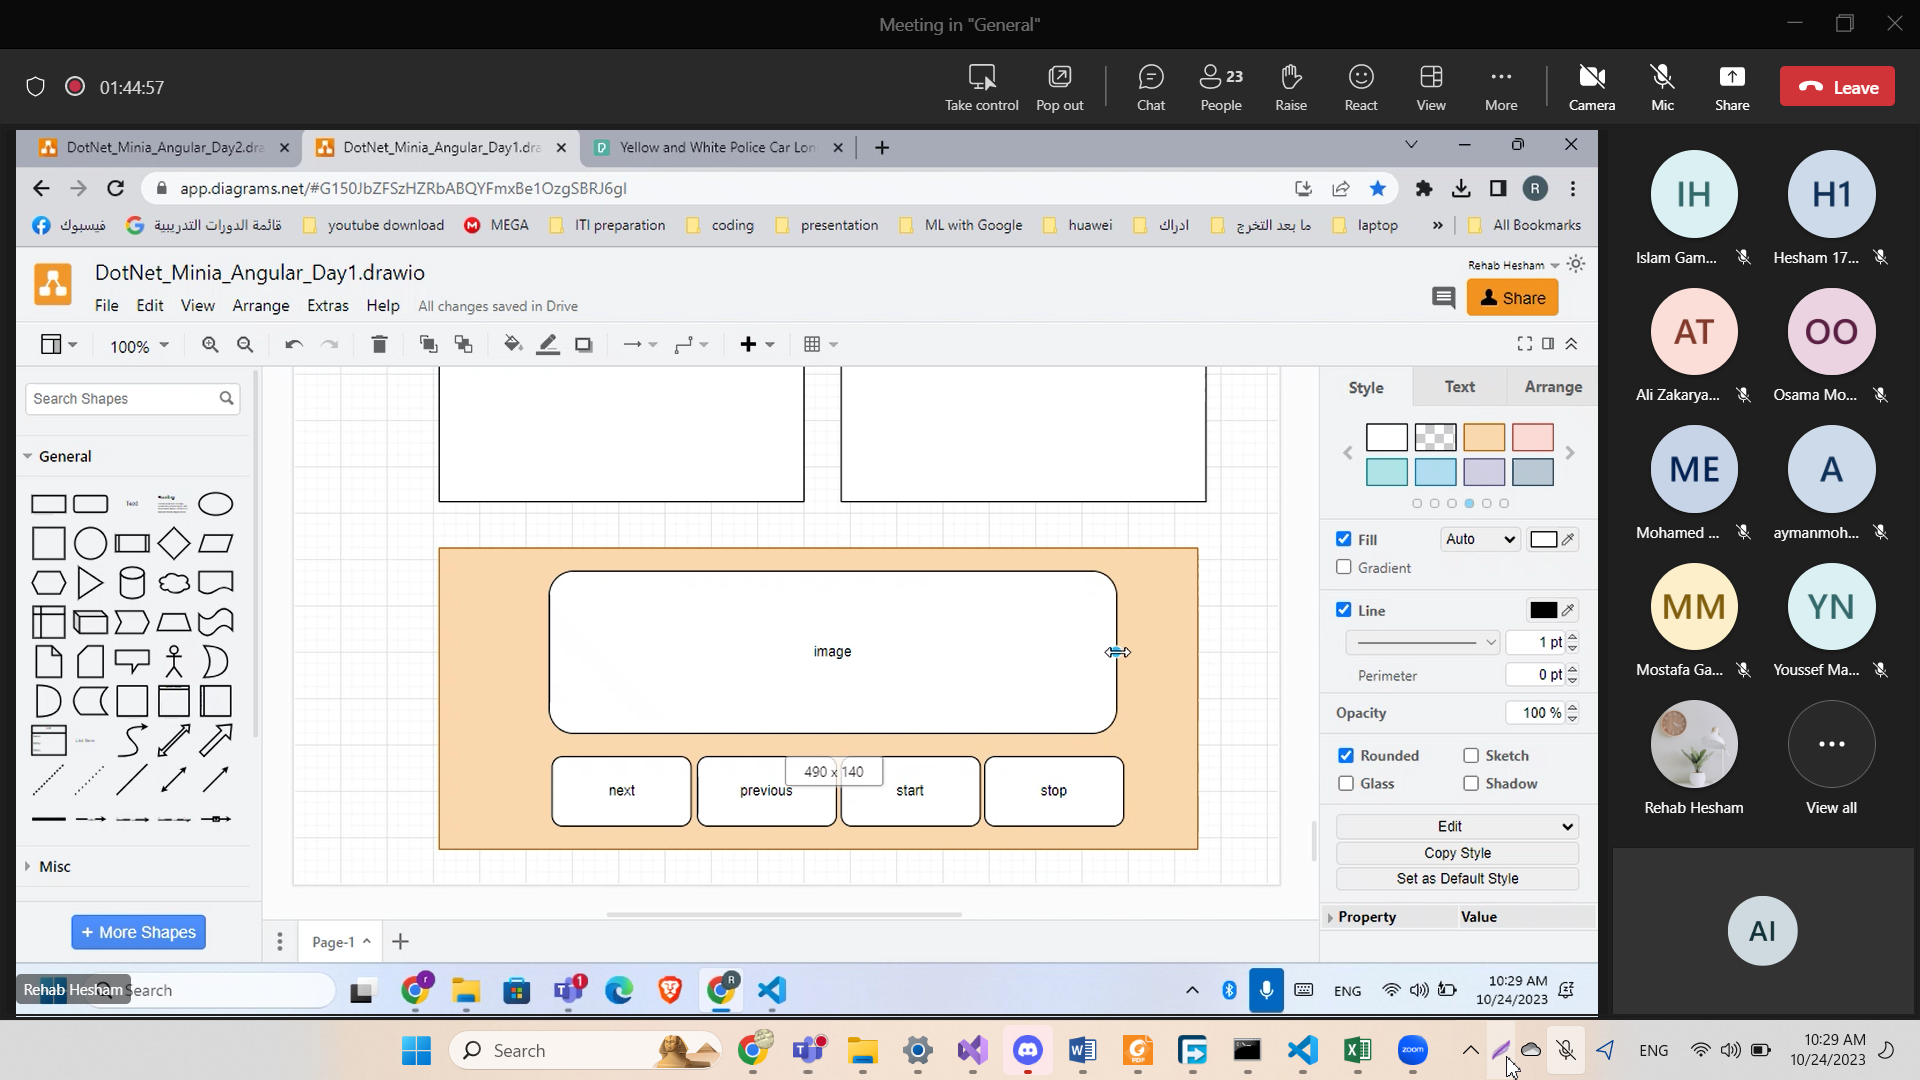 Meeting in "General"
01:44:57
Take control
Pop out
Chat
23
People
Raise
React
View
More
Camera
Mic
Share
Leave
DotNet_Minia_Angular_Day2.dra
DotNet_Minia_Angular_Day1.dra
Yellow and White Police Car Lon
app.diagrams.net/#G150JbZFSzHZRbABQYFmxBe1OzgSBRJ6gl
R
فيسبوك
قائمة الدورات التدريبية
youtube download
MEGA
ITI preparation
coding
presentation
ML with Google
huawei
ادراك
ما بعد التخرج
laptop
»
All Bookmarks
DotNet_Minia_Angular_Day1.drawio
Rehab Hesham
File Edit View Arrange Extras Help All changes saved in Drive
Share
100%
Search Shapes
General
Text
Heading
List Item
Misc
+ More Shapes
image
490 x 140
next
previous
start
stop
Page-1
Style
Text
Arrange
Fill
Auto
Gradient
Line
1 pt
Perimeter
0 pt
Opacity
100 %
Rounded
Sketch
Glass
Shadow
Edit
Copy Style
Set as Default Style
Property
Value
Rehab Hesham
Search
r
1
R
ENG
10:29 AM
10/24/2023
IH
Islam Gam...
H1
Hesham 17...
AT
Ali Zakarya...
OO
Osama Mo...
ME
Mohamed ...
A
aymanmoh...
MM
Mostafa Ga...
YN
Youssef Ma...
Rehab Hesham
View all
AI
Search
PDF
zoom
ENG
10:29 AM
10/24/2023